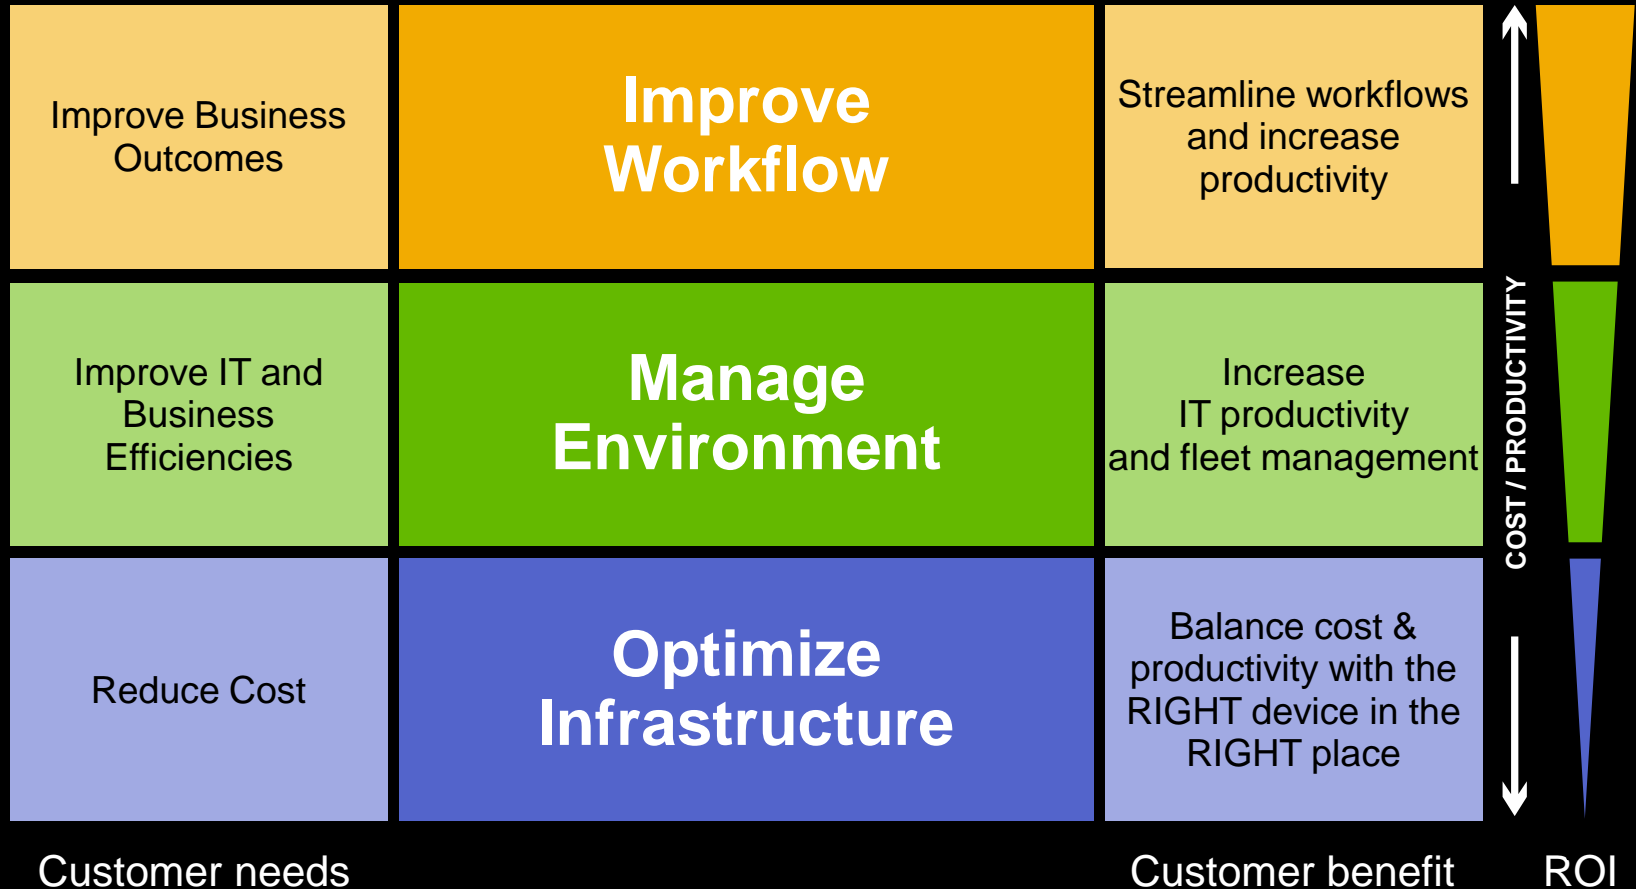 Improve Business
Outcomes
Improve
Workflow
Streamline workflows
and increase
productivity
Improve IT and
Business
Efficiencies
Manage
Environment
Increase
IT productivity
and fleet management
Reduce Cost
Optimize
Infrastructure
Balance cost &
productivity with the
RIGHT device in the
RIGHT place
COST / PRODUCTIVITY
Customer needs
Customer benefit
ROI